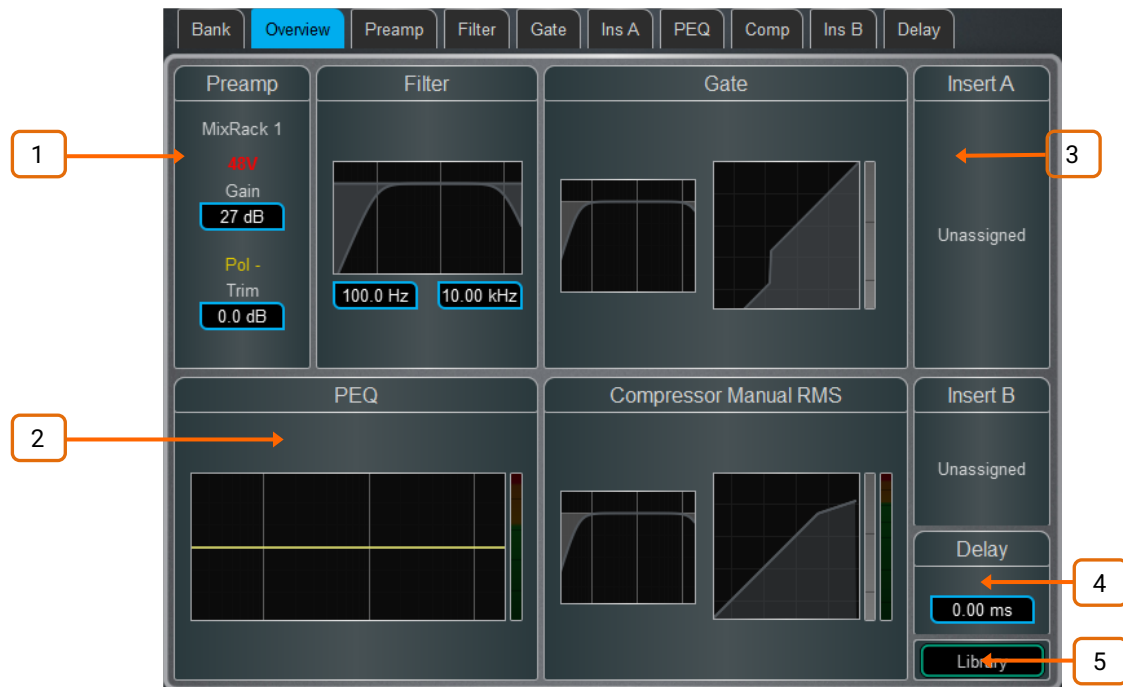 Bank
Overview
Preamp
Filter
Gate
Ins A
PEQ
Comp
Ins B
Delay
Preamp
Filter
Gate
Insert A
MixRack 1
48V
Gain
27 dB
Pol -
Trim
0.0 dB
100.0 Hz
10.00 kHz
Unassigned
1
3
PEQ
Compressor Manual RMS
Insert B
2
Unassigned
Delay
4
0.00 ms
Library
5